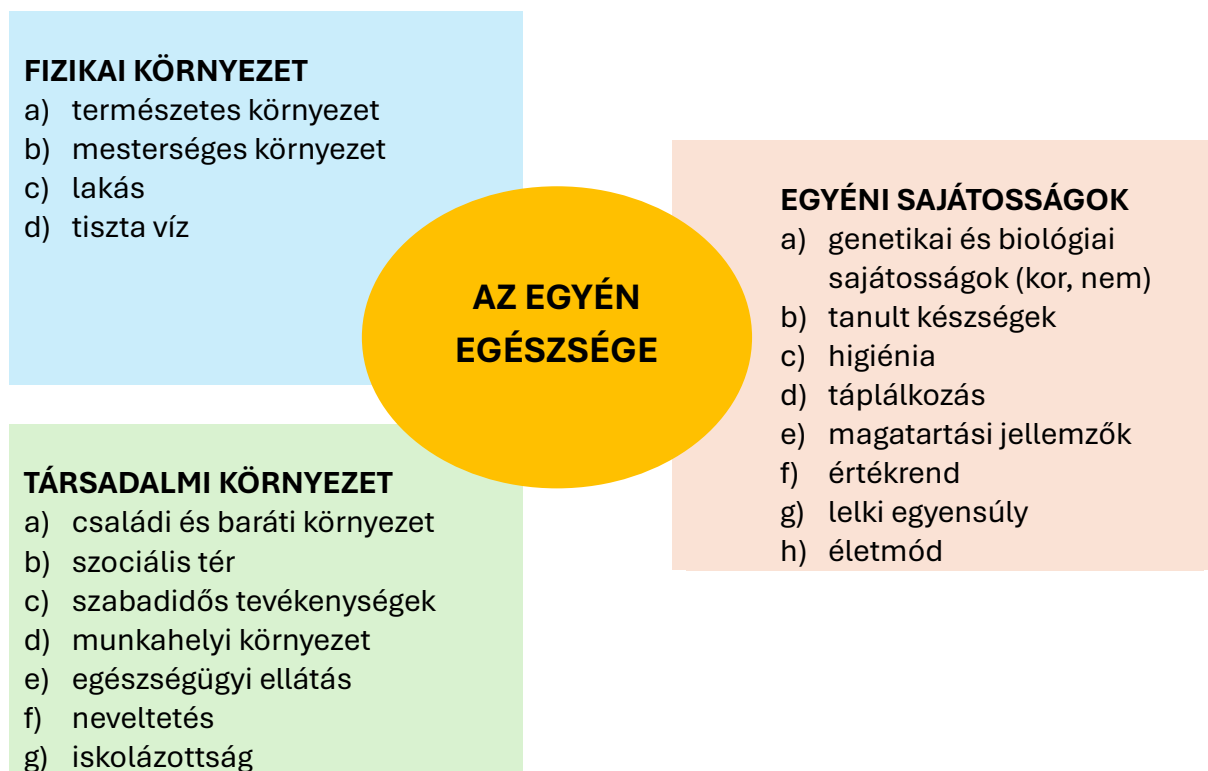 FIZIKAI KÖRNYEZET
a) természetes környezet
b) mesterséges környezet
c) lakás
d) tiszta víz
AZ EGYÉN
EGÉSZSÉGE
EGYÉNI SAJÁTOSSÁGOK
a) genetikai és biológiai
sajátosságok (kor, nem)
b) tanult készségek
c) higiénia
d) táplálkozás
e) magatartási jellemzők
f) értékrend
g) lelki egyensúly
h) életmód
TÁRSADALMI KÖRNYEZET
a) családi és baráti környezet
b) szociális tér
c) szabadidős tevékenységek
d) munkahelyi környezet
e) egészségügyi ellátás
f) neveltetés
g) iskolázottság